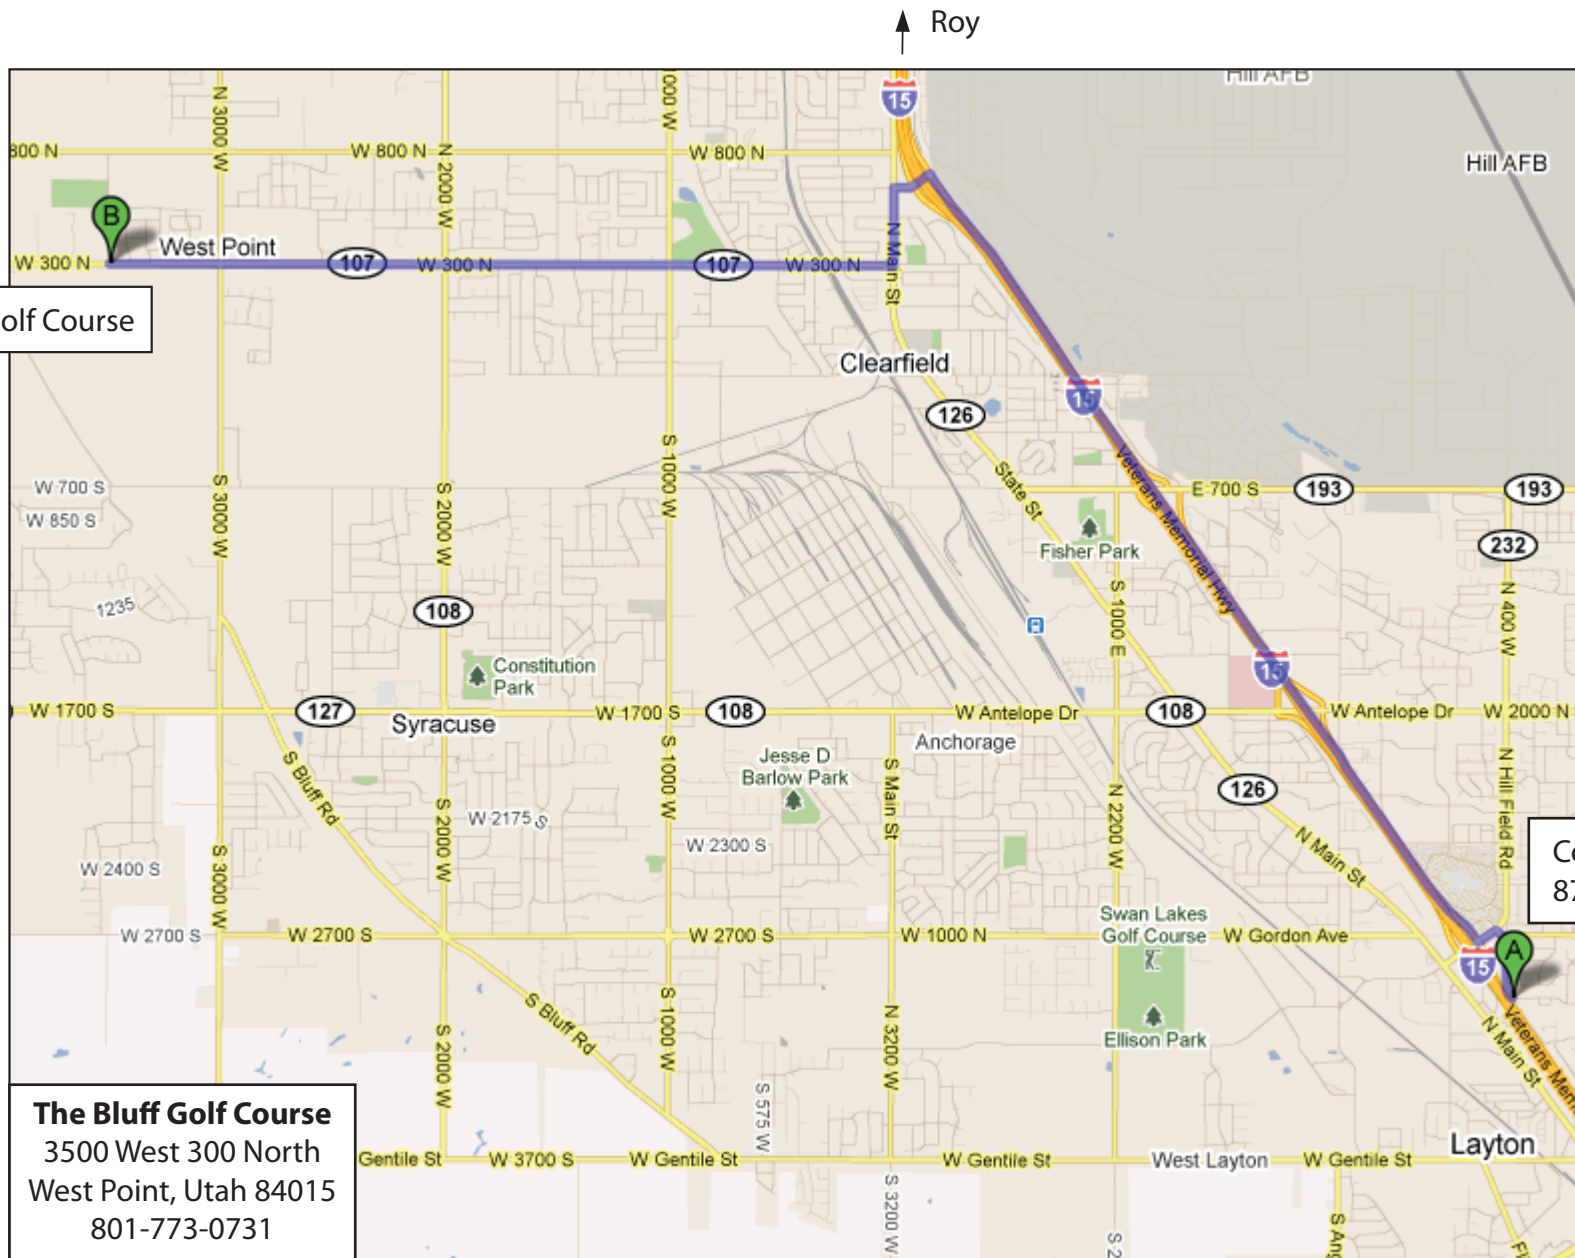 Roy
Hill AFB
15
N 3000 W
000 W
800 N
W 800 N
N 2000 W
W 800 N
Hill AFB
B
West Point
W 300 N
107
W 300 N
107
W 300 N
N Main St
olf Course
Clearfield
15
126
S 1000 W
State St
Veterans Memorial Hwy
W 700 S
S 3000 W
S 2000 W
E 700 S
193
193
W 850 S
Fisher Park
232
1235
108
S 1000 E
N 400 W
Constitution
Park
15
W 1700 S
127
Syracuse
W 1700 S
108
W Antelope Dr
108
W Antelope Dr
W 2000 N
Anchorage
S Bluff Rd
S 1000 W
Jesse D
Barlow Park
S Main St
126
N Hill Field Rd
S 2000 W
W 2175 S
N 2200 W
W 2300 S
N Main St
Co
87
W 2400 S
S 3000 W
Swan Lakes
Golf Course
W 2700 S
W 2700 S
W 2700 S
W 1000 N
W Gordon Ave
A
15
S Bluff Rd
S 1000 W
N 3200 W
Ellison Park
N Main St
Veterans Mem
S 2000 W
S 575 W
The Bluff Golf Course
3500 West 300 North
West Point, Utah 84015
801-773-0731
Gentile St
W 3700 S
W Gentile St
W Gentile St
West Layton
W Gentile St
Layton
S 3200 W
S 2
S Ang